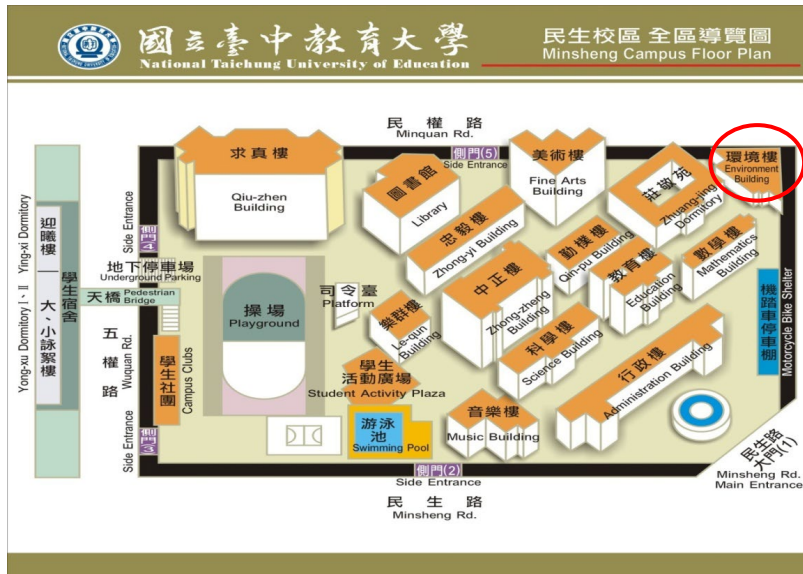 國立臺中教育大學
National Taichung University of Education
民生校區 全區導覽圖
Minsheng Campus Floor Plan
民權路
Minquan Rd.
求真樓
Qiu-zhen
Building
圖書館
Library
側門(5)
Side Entrance
美術樓
Fine Arts
Building
莊敬苑
Zhuang-jing
Dormitory
環境樓
Environment
Building
忠毅樓
Zhong-yi Building
勤樸樓
Qin-pu Building
教育樓
Education
Building
數學樓
Mathematics
Building
機踏車停車棚
Motorcycle Bike Shelter
Side Entrance
側門4
地下停車場
Underground Parking
天橋
Pedestrian
Bridge
迎曦樓
大、小詠絮樓
學生宿舍
Yong-xu Dormitory Ⅰ、Ⅱ Ying-xi Dormitory
五權路
Wuquan Rd.
操場
Playground
司令臺
Platform
樂群樓
Le-qun
Building
中正樓
Zhong-zheng
Building
科學樓
Science Building
行政樓
Administration Building
學生社團
Campus Clubs
學生
活動廣場
Student Activity Plaza
游泳
池
Swimming Pool
音樂樓
Music Building
Side Entrance
側門3
側門(2)
Side Entrance
民生路
Minsheng Rd.
民生路
大門(1)
Minsheng Rd.
Main Entrance